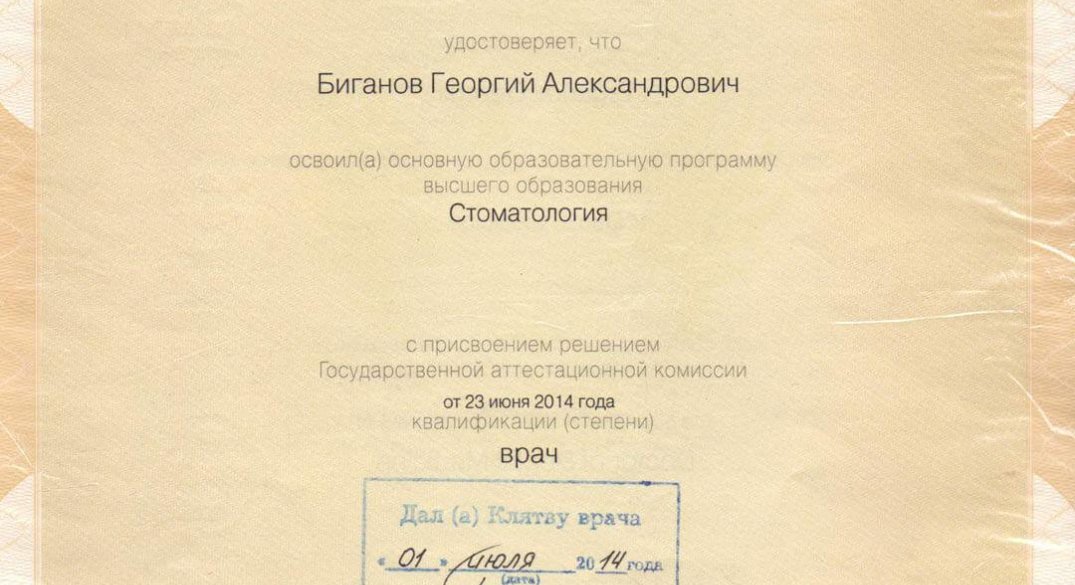 удостоверяет, что
Биганов Георгий Александрович
освоил(а) основную образовательную программу
высшего образования
Стоматология
с присвоением решением
Государственной аттестационной комиссии
от 23 июня 2014 года
квалификации (степени)
врач
Дал (а) Клятву врача
« 01 » июля 2014 года
(дата)